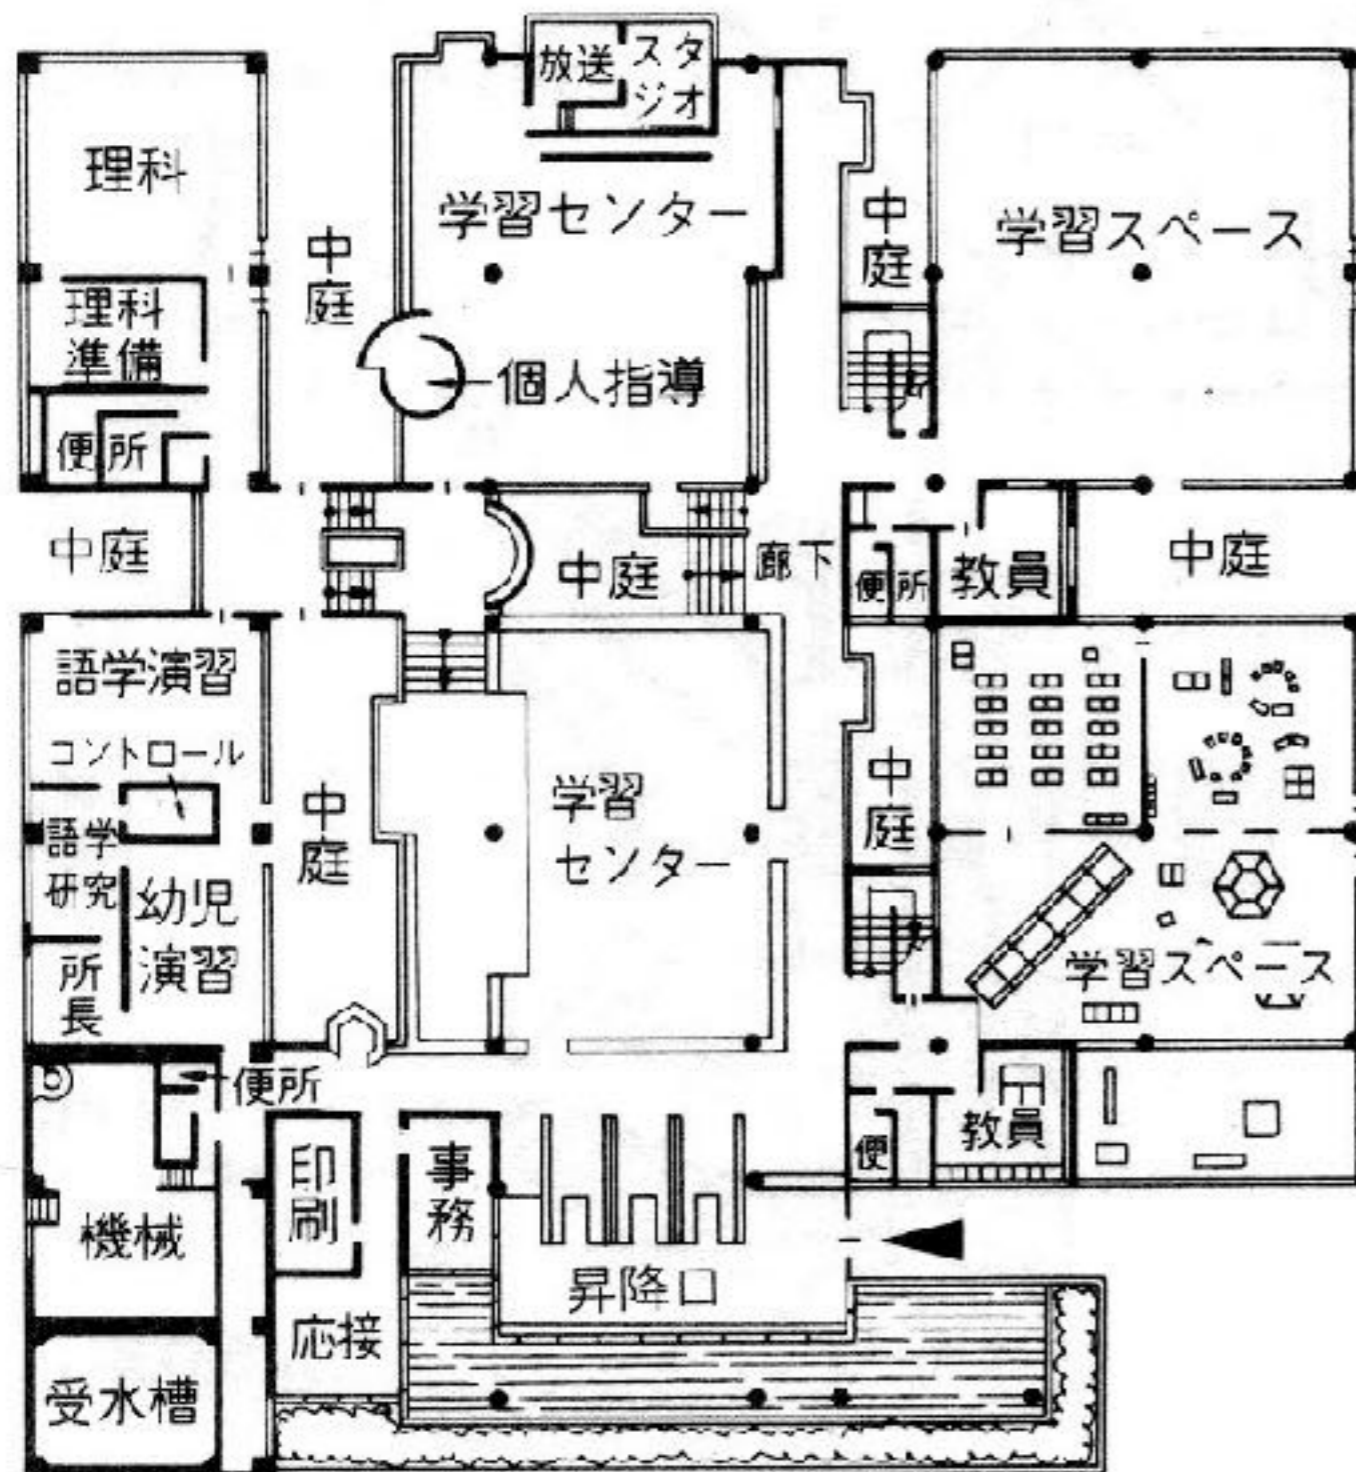 放送
スタ
ジオ
理科
学習センター
中庭
中庭
学習スペース
理科
準備
個人指導
便所
中庭
中庭
廊下
便所
教員
中庭
語学演習
コントロール
語学
研究
幼児
演習
所
長
中庭
学習
センター
中庭
学習スペース
便所
機械
印刷
事務
便
教員
昇降口
応接
受水槽